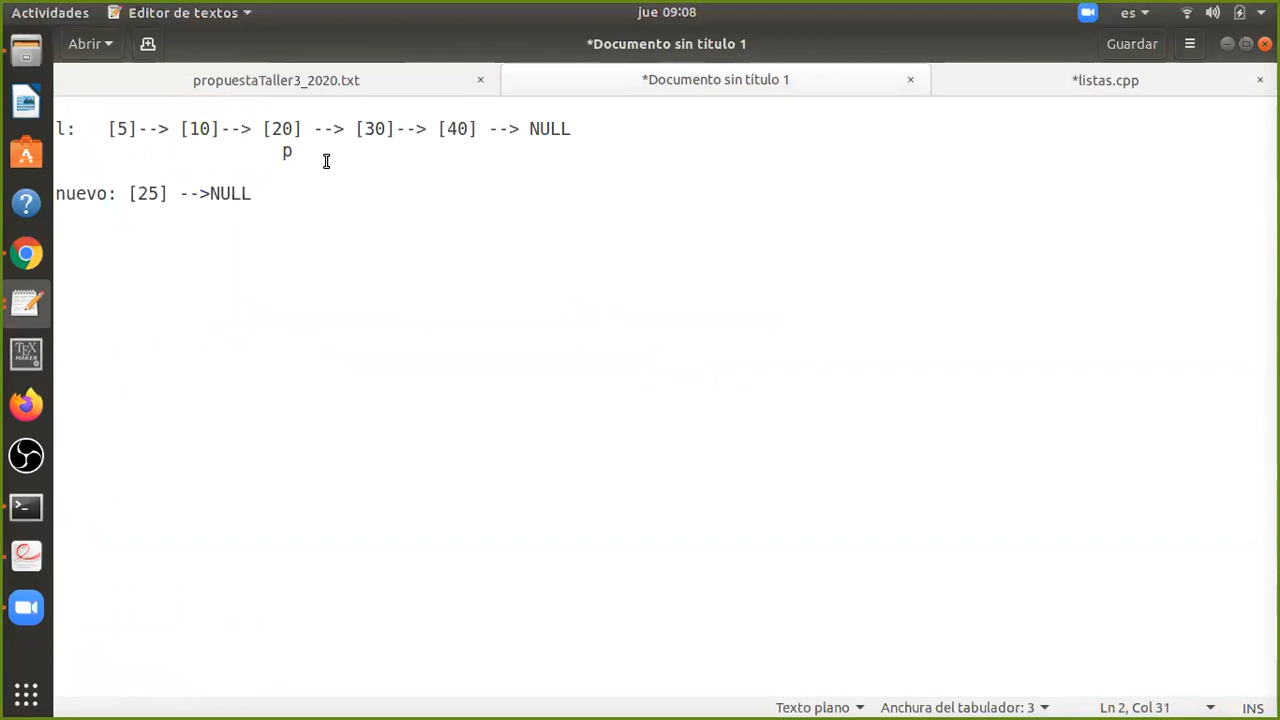 Actividades Editor de textos jue 09:08 es
Abrir *Documento sin título 1 Guardar
propuestaTaller3_2020.txt *Documento sin título 1 *listas.cpp
l: [5]--> [10]--> [20] --> [30]--> [40] --> NULL
p
nuevo: [25] -->NULL
TEX
MAKER
Texto plano Anchura del tabulador: 3 Ln 2, Col 31 INS